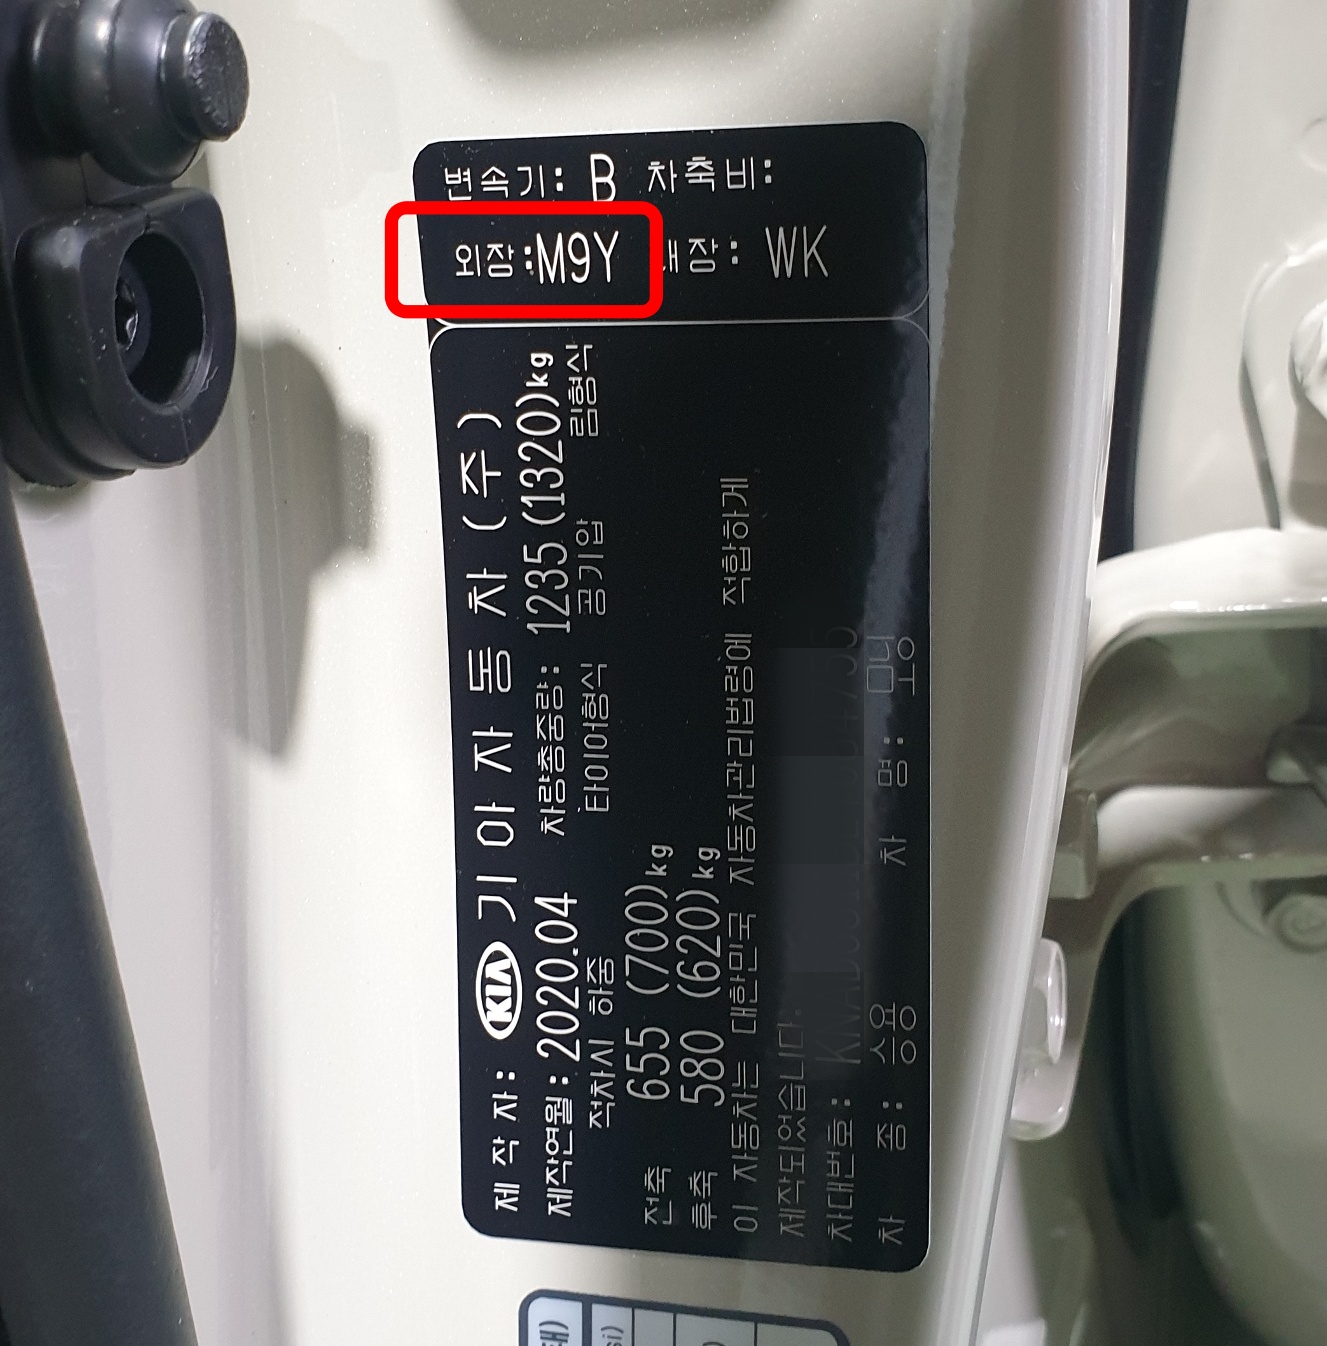 변속기: B 차축비:
외장:M9Y 내장: WK
제 작 자: KIA 기아자동차(주)
제작연월: 2020.04 차량총중량: 1235(1320)kg
적차시 하중 타이어형식 공기압 림형식
전축 655 (700)kg
후축 580 (620)kg
이 자동차는 대한민국 자동차관리법령에 적합하게
제작되었습니다.
차대번호:
차 종: 승용 차 명: 모닝